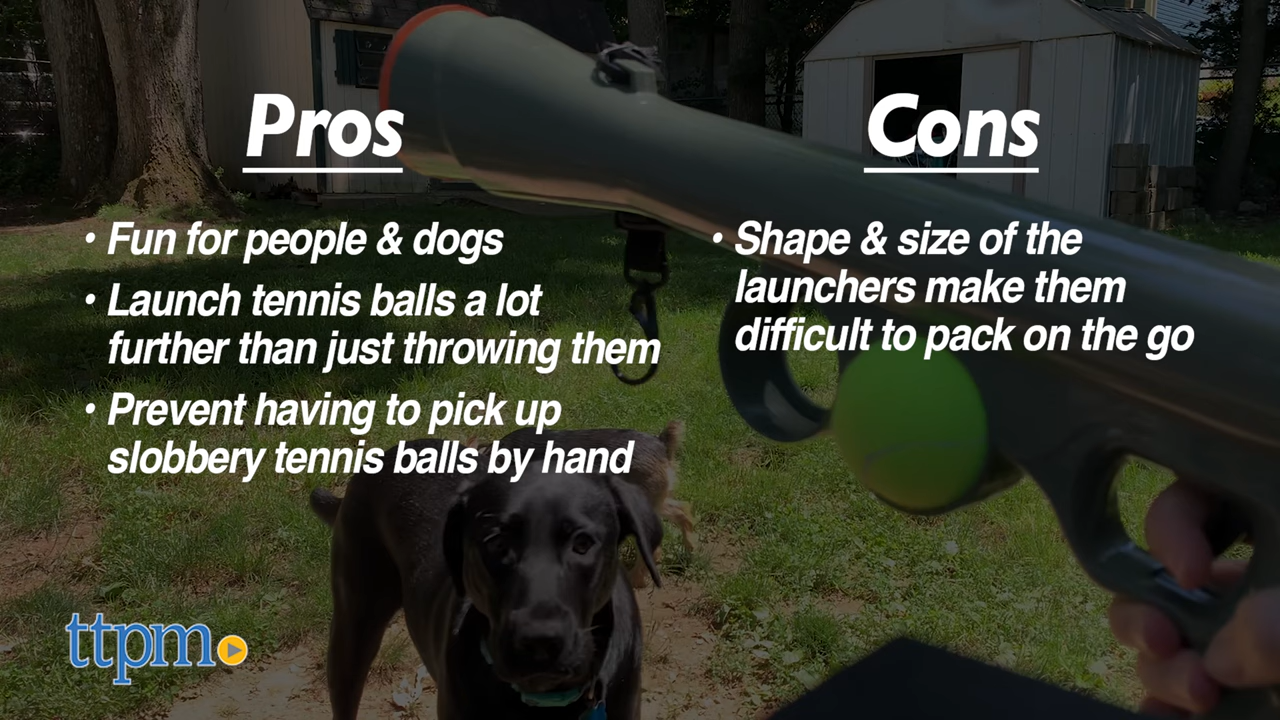 Pros
• Fun for people & dogs
• Launch tennis balls a lot
further than just throwing them
• Prevent having to pick up
slobbery tennis balls by hand
Cons
• Shape & size of the
launchers make them
difficult to pack on the go
ttpm